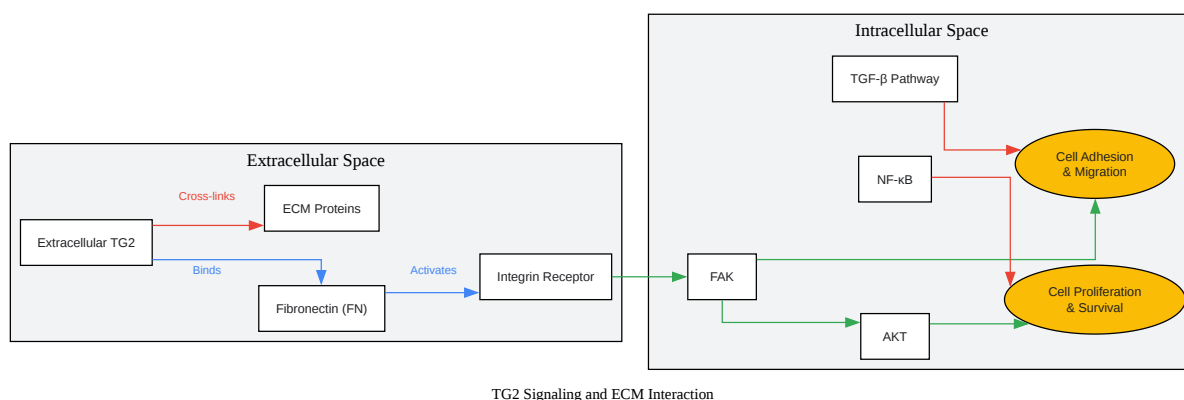 Intracellular Space
TGF-β Pathway
Extracellular Space
Cell Adhesion
& Migration
NF-κB
Cross-links
ECM Proteins
Extracellular TG2
Binds
Activates
Integrin Receptor
FAK
Fibronectin (FN)
Cell Proliferation
& Survival
AKT
TG2 Signaling and ECM Interaction